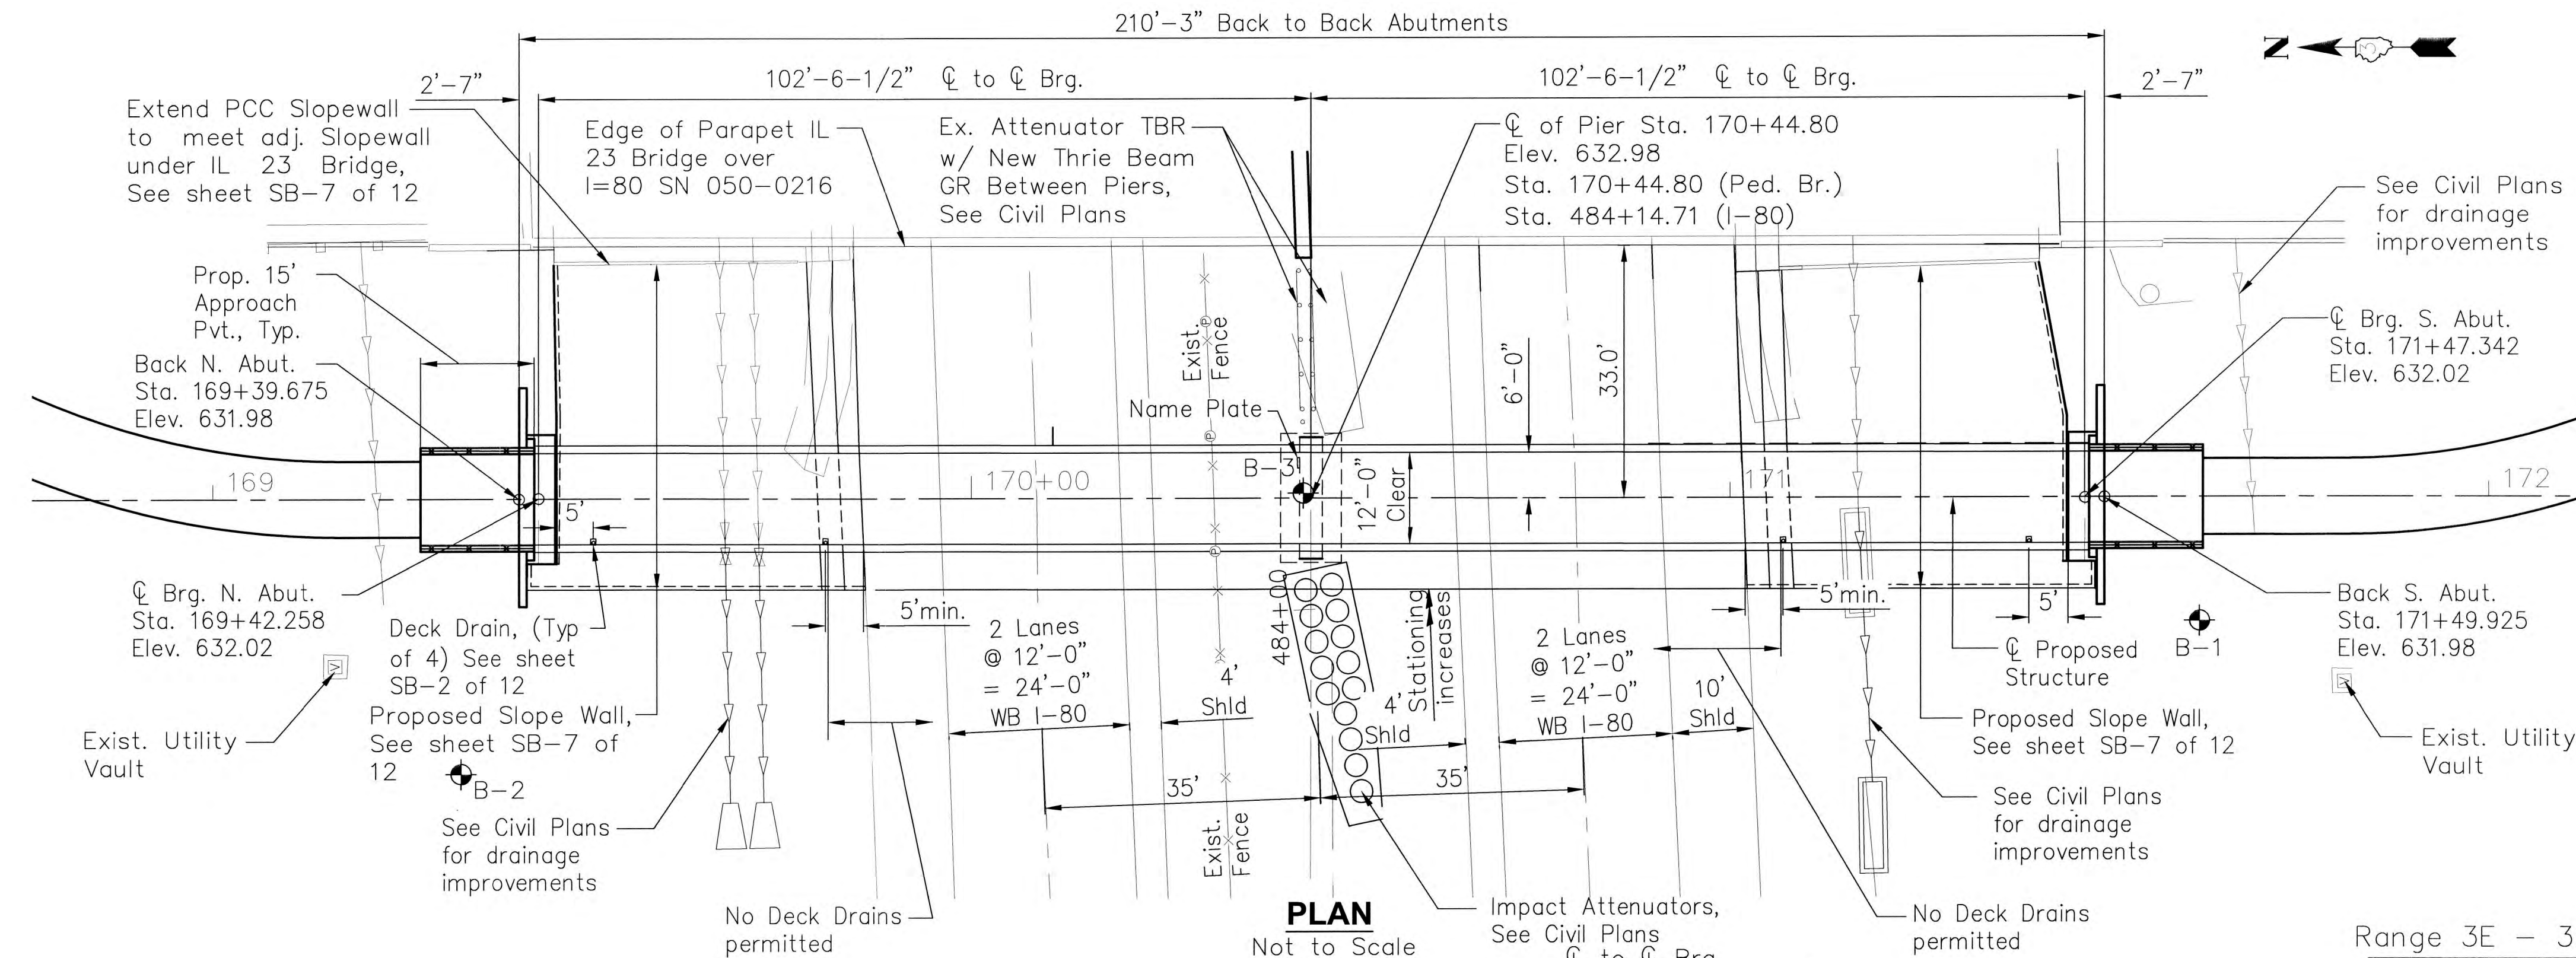 210'-3" Back to Back Abutments
N
3
2'-7"
102'-6-1/2" ℄ to ℄ Brg.
102'-6-1/2" ℄ to ℄ Brg.
2'-7"
Extend PCC Slopewall
to meet adj. Slopewall
under IL 23 Bridge,
See sheet SB-7 of 12
Edge of Parapet IL
23 Bridge over
I=80 SN 050-0216
Ex. Attenuator TBR
w/ New Thrie Beam
GR Between Piers,
See Civil Plans
℄ of Pier Sta. 170+44.80
Elev. 632.98
Sta. 170+44.80 (Ped. Br.)
Sta. 484+14.71 (I-80)
See Civil Plans
for drainage
improvements
Prop. 15'
Approach
Pvt., Typ.
Back N. Abut.
Sta. 169+39.675
Elev. 631.98
Exist.
Fence
P
P
P
Name Plate
6'-0"
33.0'
℄ Brg. S. Abut.
Sta. 171+47.342
Elev. 632.02
169
170+00
B-3
12'-0"
Clear
171
172
5'
℄ Brg. N. Abut.
Sta. 169+42.258
Elev. 632.02
Deck Drain, (Typ
of 4) See sheet
SB-2 of 12
Proposed Slope Wall,
See sheet SB-7 of
12
5'min.
2 Lanes
@ 12'-0"
= 24'-0"
WB I-80
4'
Shld
484+00
Stationing
increases
4'
Shld
2 Lanes
@ 12'-0"
= 24'-0"
WB I-80
10'
Shld
5'min.
5'
℄ Proposed
Structure
B-1
Back S. Abut.
Sta. 171+49.925
Elev. 631.98
V
Exist. Utility
Vault
B-2
See Civil Plans
for drainage
improvements
35'
35'
Exist.
Fence
Proposed Slope Wall,
See sheet SB-7 of 12
V
Exist. Utility
Vault
See Civil Plans
for drainage
improvements
No Deck Drains
permitted
PLAN
Not to Scale
Impact Attenuators,
See Civil Plans
℄ to ℄ Brg.
No Deck Drains
permitted
Range 3E - 3